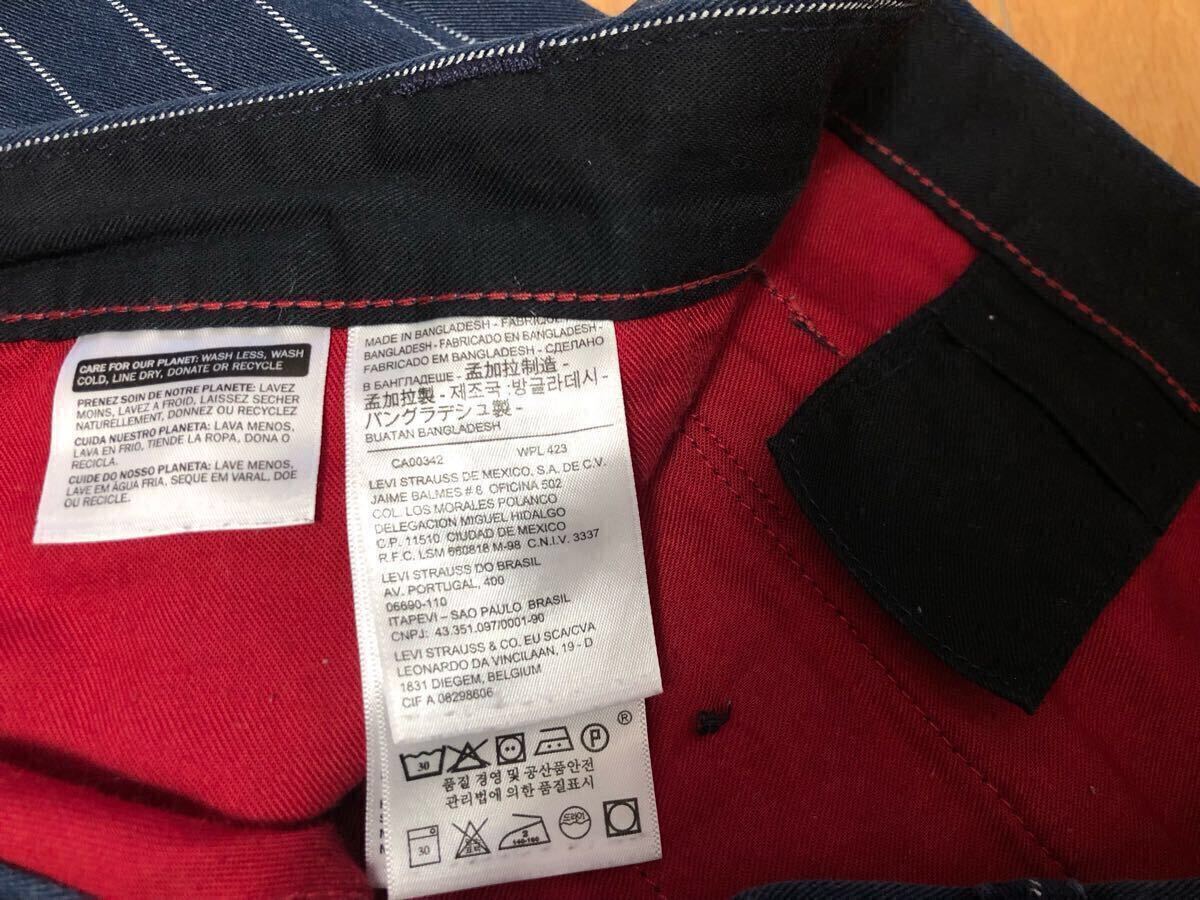 CARE FOR OUR PLANET: WASH LESS, WASH
COLD, LINE DRY, DONATE OR RECYCLE
PRENEZ SOIN DE NOTRE PLANETE: LAVEZ
MOINS, LAVEZ A FROID, LAISSEZ SECHER
NATURELLEMENT, DONNEZ OU RECYCLEZ
CUIDA NUESTRO PLANETA: LAVA MENOS,
LAVA EN FRIO, TIENDE LA ROPA, DONA O
RECICLA.
CUIDE DO NOSSO PLANETA: LAVE MENOS,
LAVE EM ÁGUA FRIA, SEQUE EM VARAL, DOE
OU RECICLE.
MADE IN BANGLADESH - FABRIQUE
BANGLADESH - FABRICADO EN BANGLADESH -
FABRICADO EM BANGLADESH - СДЕЛАНО
В БАНГЛАДЕШЕ - 孟加拉制造 -
孟加拉製 - 제조국 :방글라데시 -
バングラデシュ製 -
BUATAN BANGLADESH
CA00342 WPL 423
LEVI STRAUSS DE MEXICO, S.A. DE C.V.
JAIME BALMES # 8 OFICINA 502
COL. LOS MORALES POLANCO
DELEGACION MIGUEL HIDALGO
C.P. 11510 CIUDAD DE MEXICO
R.F.C. LSM 660818 M-98 C.N.I.V. 3337
LEVI STRAUSS DO BRASIL
AV. PORTUGAL, 400
06690-110
ITAPEVI – SAO PAULO BRASIL
CNPJ: 43.351.097/0001-90
LEVI STRAUSS & CO. EU SCA/CVA
LEONARDO DA VINCILAAN, 19 - D
1831 DIEGEM, BELGIUM
CIF A 08298606
30 P ®
품질 경영 및 공산품안전
관리법에 의한 품질표시
30 표백 2 드라이